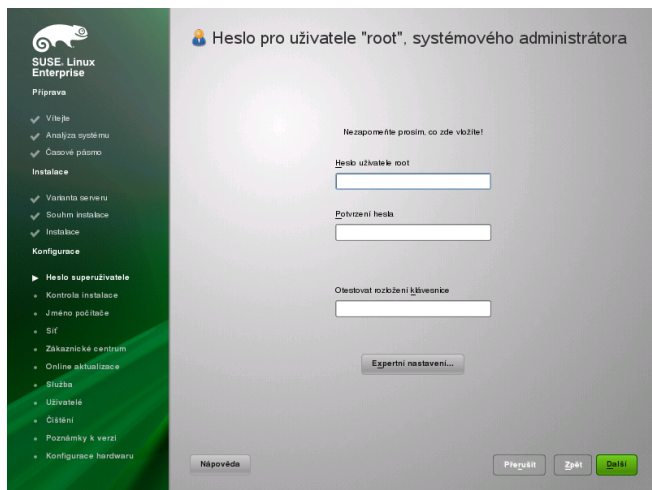 SUSE. Linux
Enterprise
Příprava
Vítejte
Analýza systému
Časové pásmo
Instalace
Varianta serveru
Souhrn instalace
Instalace
Konfigurace
Heslo superuživatele
Kontrola instalace
Jméno počítače
Síť
Zákaznické centrum
Online aktualizace
Služba
Uživatelé
Čištění
Poznámky k verzi
Konfigurace hardwaru
Heslo pro uživatele "root", systémového administrátora
Nezapomeňte prosím, co zde vložíte!
Heslo uživatele root
Potvrzení hesla
Otestovat rozložení klávesnice
Expertní nastavení...
Nápověda
Přerušit
Zpět
Další